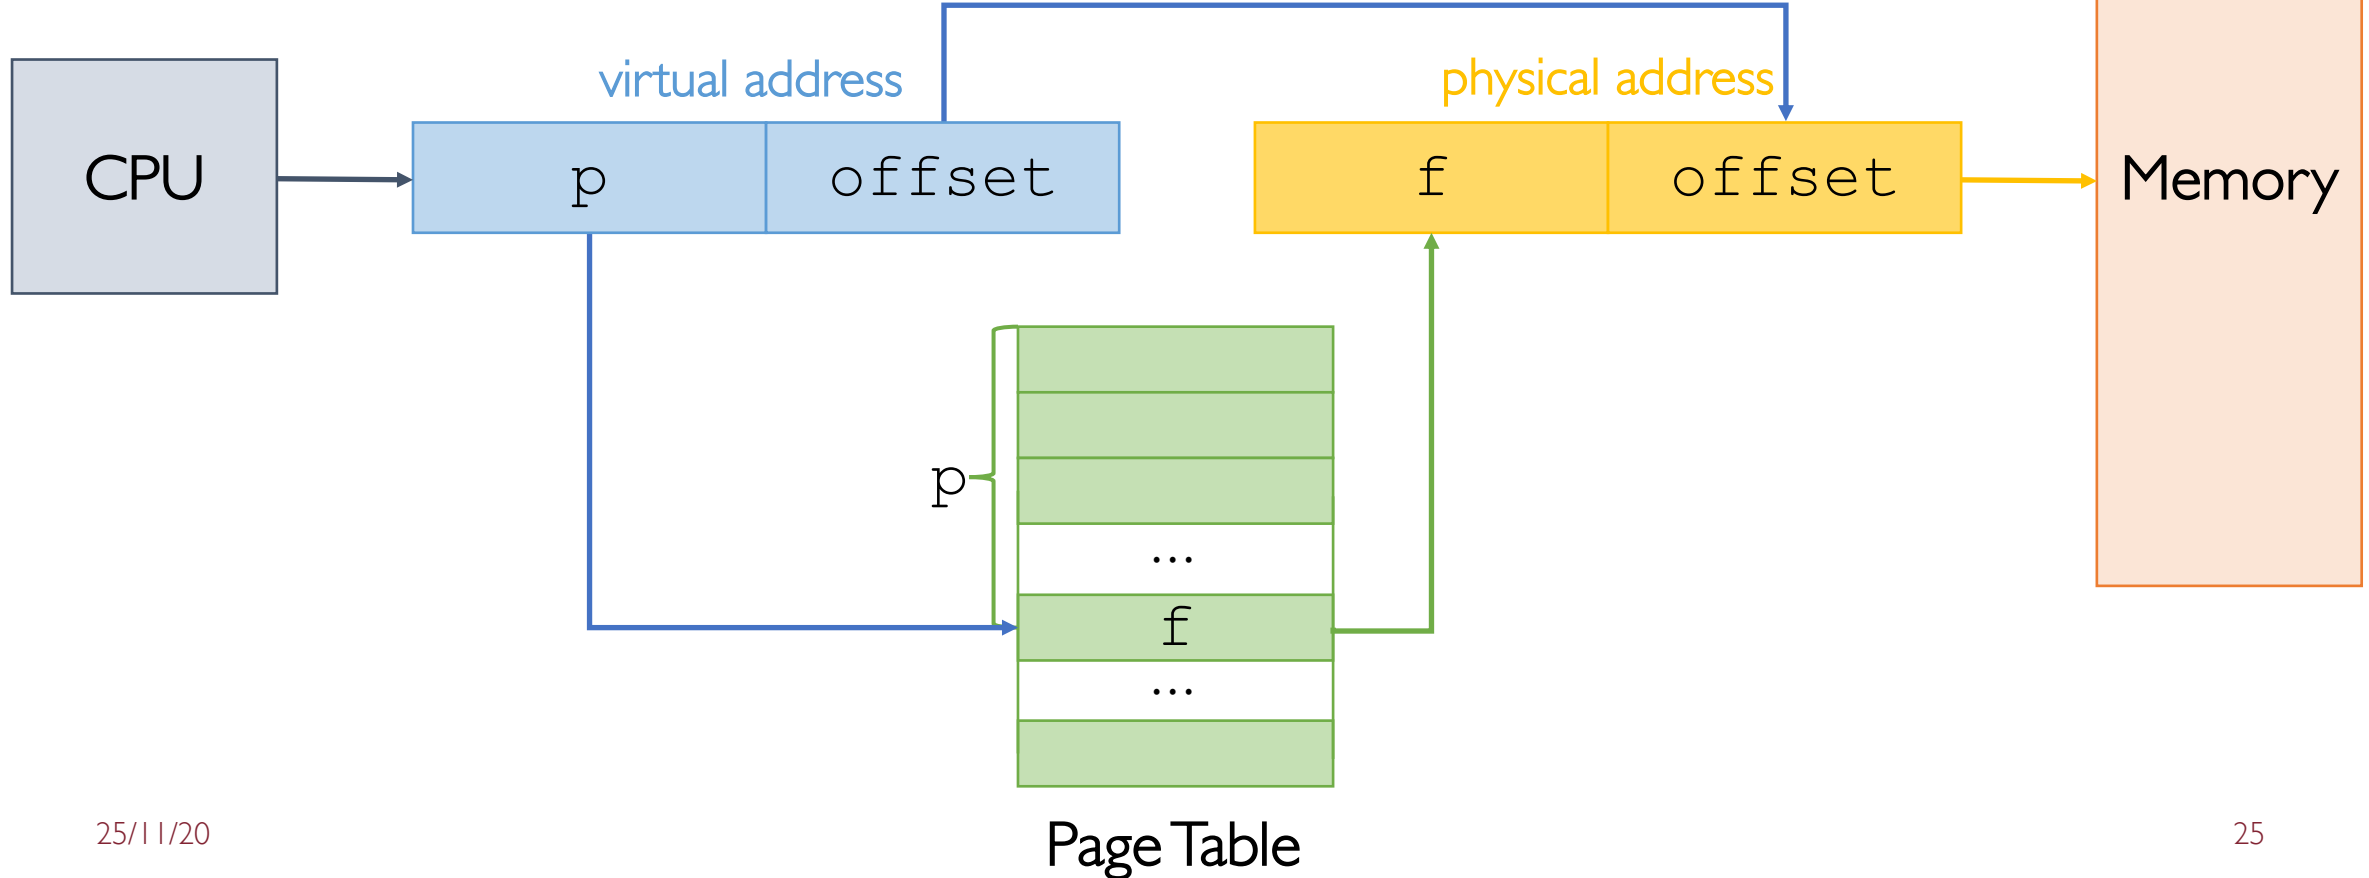 virtual address
physical address
CPU
p
offset
f
offset
Memory
p
...
f
...
Page Table
25/11/20
25